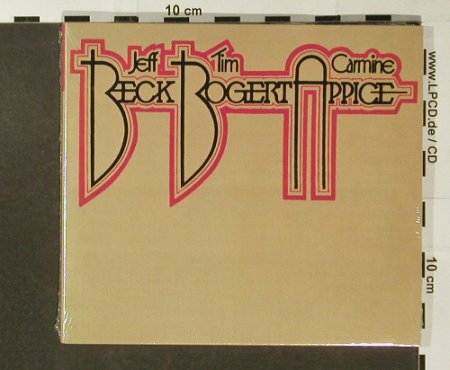 10 cm
Jeff Tim Carmine
BECK BOGERT APPICE
www.LPCD.de / CD
10 cm